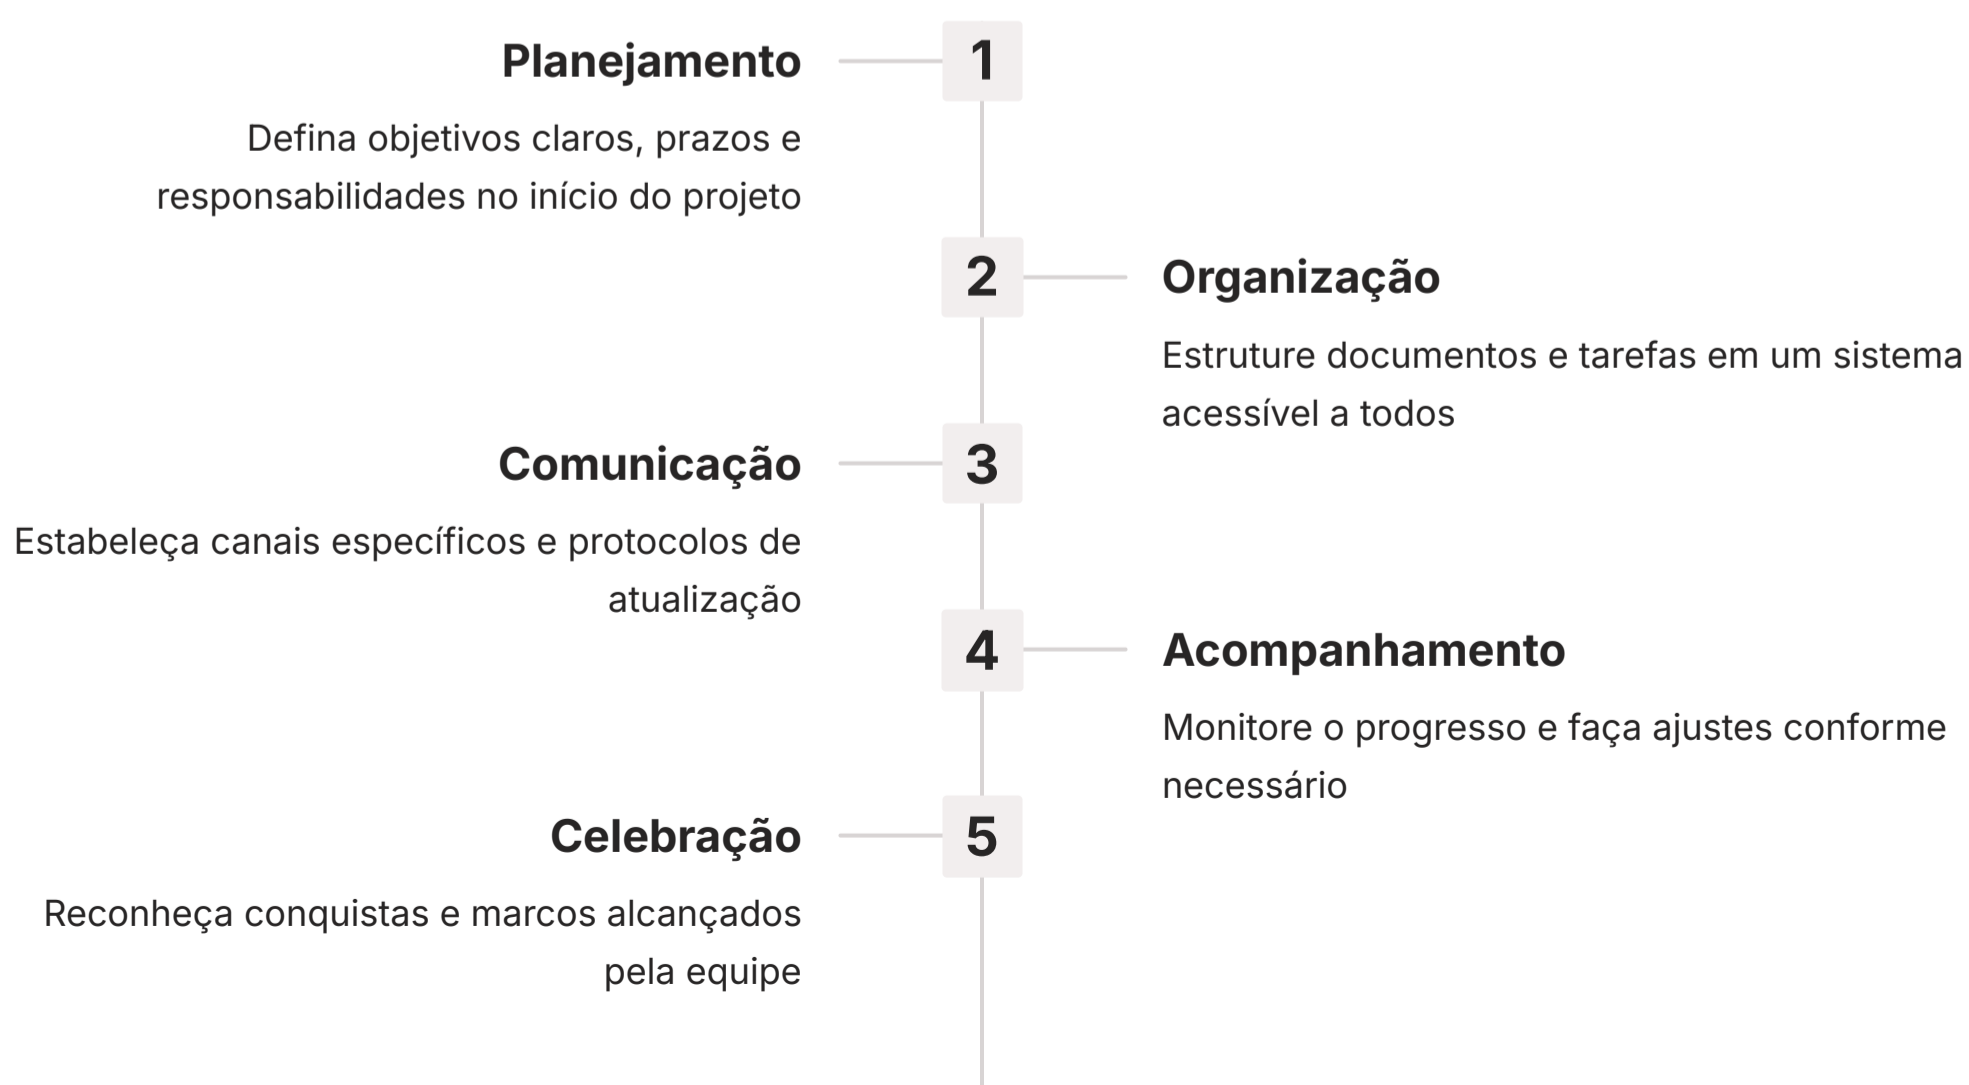 Planejamento
1
Defina objetivos claros, prazos e
responsabilidades no início do projeto
2
Organização
Estruture documentos e tarefas em um sistema
acessível a todos
Comunicação
3
Estabeleça canais específicos e protocolos de
atualização
4
Acompanhamento
Monitore o progresso e faça ajustes conforme
necessário
Celebração
5
Reconheça conquistas e marcos alcançados
pela equipe